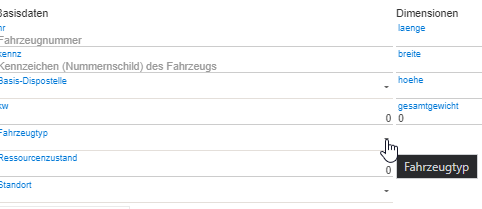 Basisdaten
nr
Fahrzeugnummer
kennz
Kennzeichen (Nummernschild) des Fahrzeugs
Basis-Dispostelle
kw
0
Fahrzeugtyp
Ressourcenzustand
0
Standort
Dimensionen
laenge
breite
hoehe
gesamtgewicht
0
Fahrzeugtyp